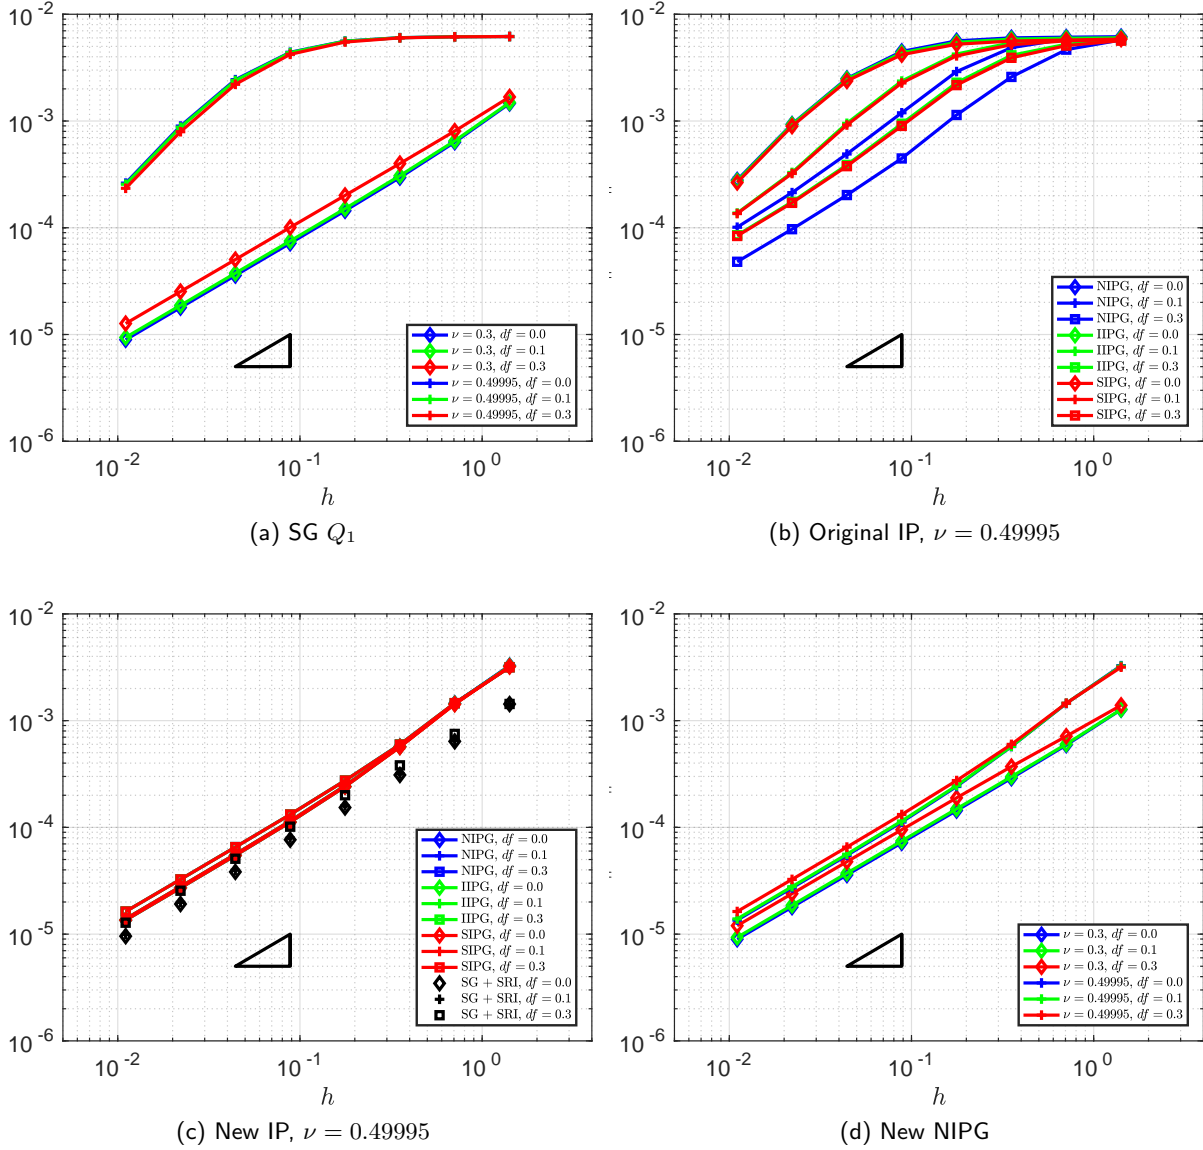 10^-2
10^-3
10^-4
10^-5
10^-6
10^-2
10^-1
10^0
h
ν = 0.3, df = 0.0
ν = 0.3, df = 0.1
ν = 0.3, df = 0.3
ν = 0.49995, df = 0.0
ν = 0.49995, df = 0.1
ν = 0.49995, df = 0.3
(a) SG Q₁
10^-2
10^-3
10^-4
10^-5
10^-6
10^-2
10^-1
10^0
h
NIPG, df = 0.0
NIPG, df = 0.1
NIPG, df = 0.3
IIPG, df = 0.0
IIPG, df = 0.1
IIPG, df = 0.3
SIPG, df = 0.0
SIPG, df = 0.1
SIPG, df = 0.3
(b) Original IP, ν = 0.49995
10^-2
10^-3
10^-4
10^-5
10^-6
10^-2
10^-1
10^0
h
NIPG, df = 0.0
NIPG, df = 0.1
NIPG, df = 0.3
IIPG, df = 0.0
IIPG, df = 0.1
IIPG, df = 0.3
SIPG, df = 0.0
SIPG, df = 0.1
SIPG, df = 0.3
SG + SRI, df = 0.0
SG + SRI, df = 0.1
SG + SRI, df = 0.3
(c) New IP, ν = 0.49995
10^-2
10^-3
10^-4
10^-5
10^-6
10^-2
10^-1
10^0
h
ν = 0.3, df = 0.0
ν = 0.3, df = 0.1
ν = 0.3, df = 0.3
ν = 0.49995, df = 0.0
ν = 0.49995, df = 0.1
ν = 0.49995, df = 0.3
(d) New NIPG